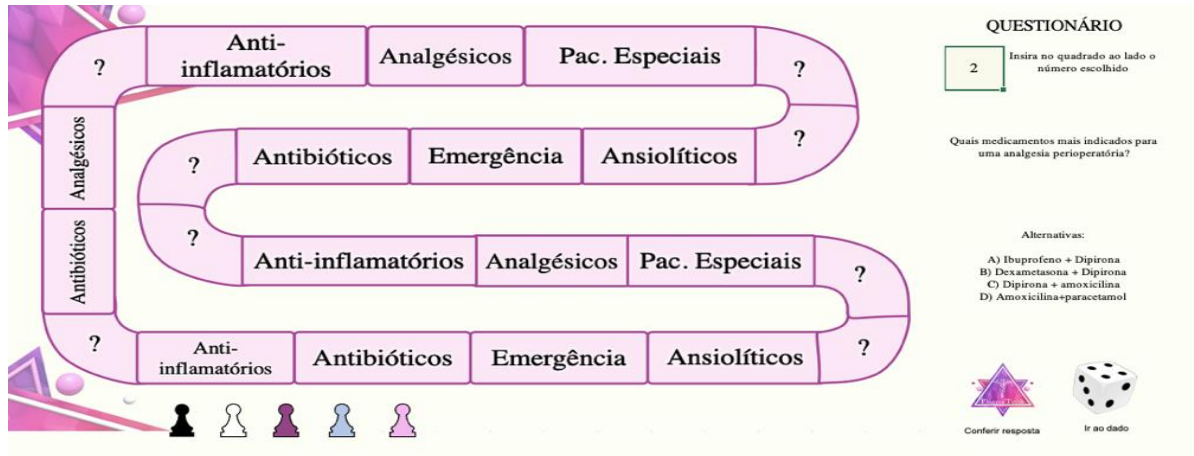 ?
Anti-
inflamatórios
Analgésicos
Pac. Especiais
?
?
Ansiolíticos
Emergência
Antibióticos
?
?
Anti-inflamatórios
Analgésicos
Pac. Especiais
?
?
Ansiolíticos
Emergência
Antibióticos
Anti-
inflamatórios
?
Antibióticos
Analgésicos
QUESTIONÁRIO
2
Insira no quadrado ao lado o
número escolhido
Quais medicamentos mais indicados para
uma analgesia perioperatória?
Alternativas:
A) Ibuprofeno + Dipirona
B) Dexametasona + Dipirona
C) Dipirona + amoxicilina
D) Amoxicilina+paracetamol
Conferir resposta
Ir ao dado